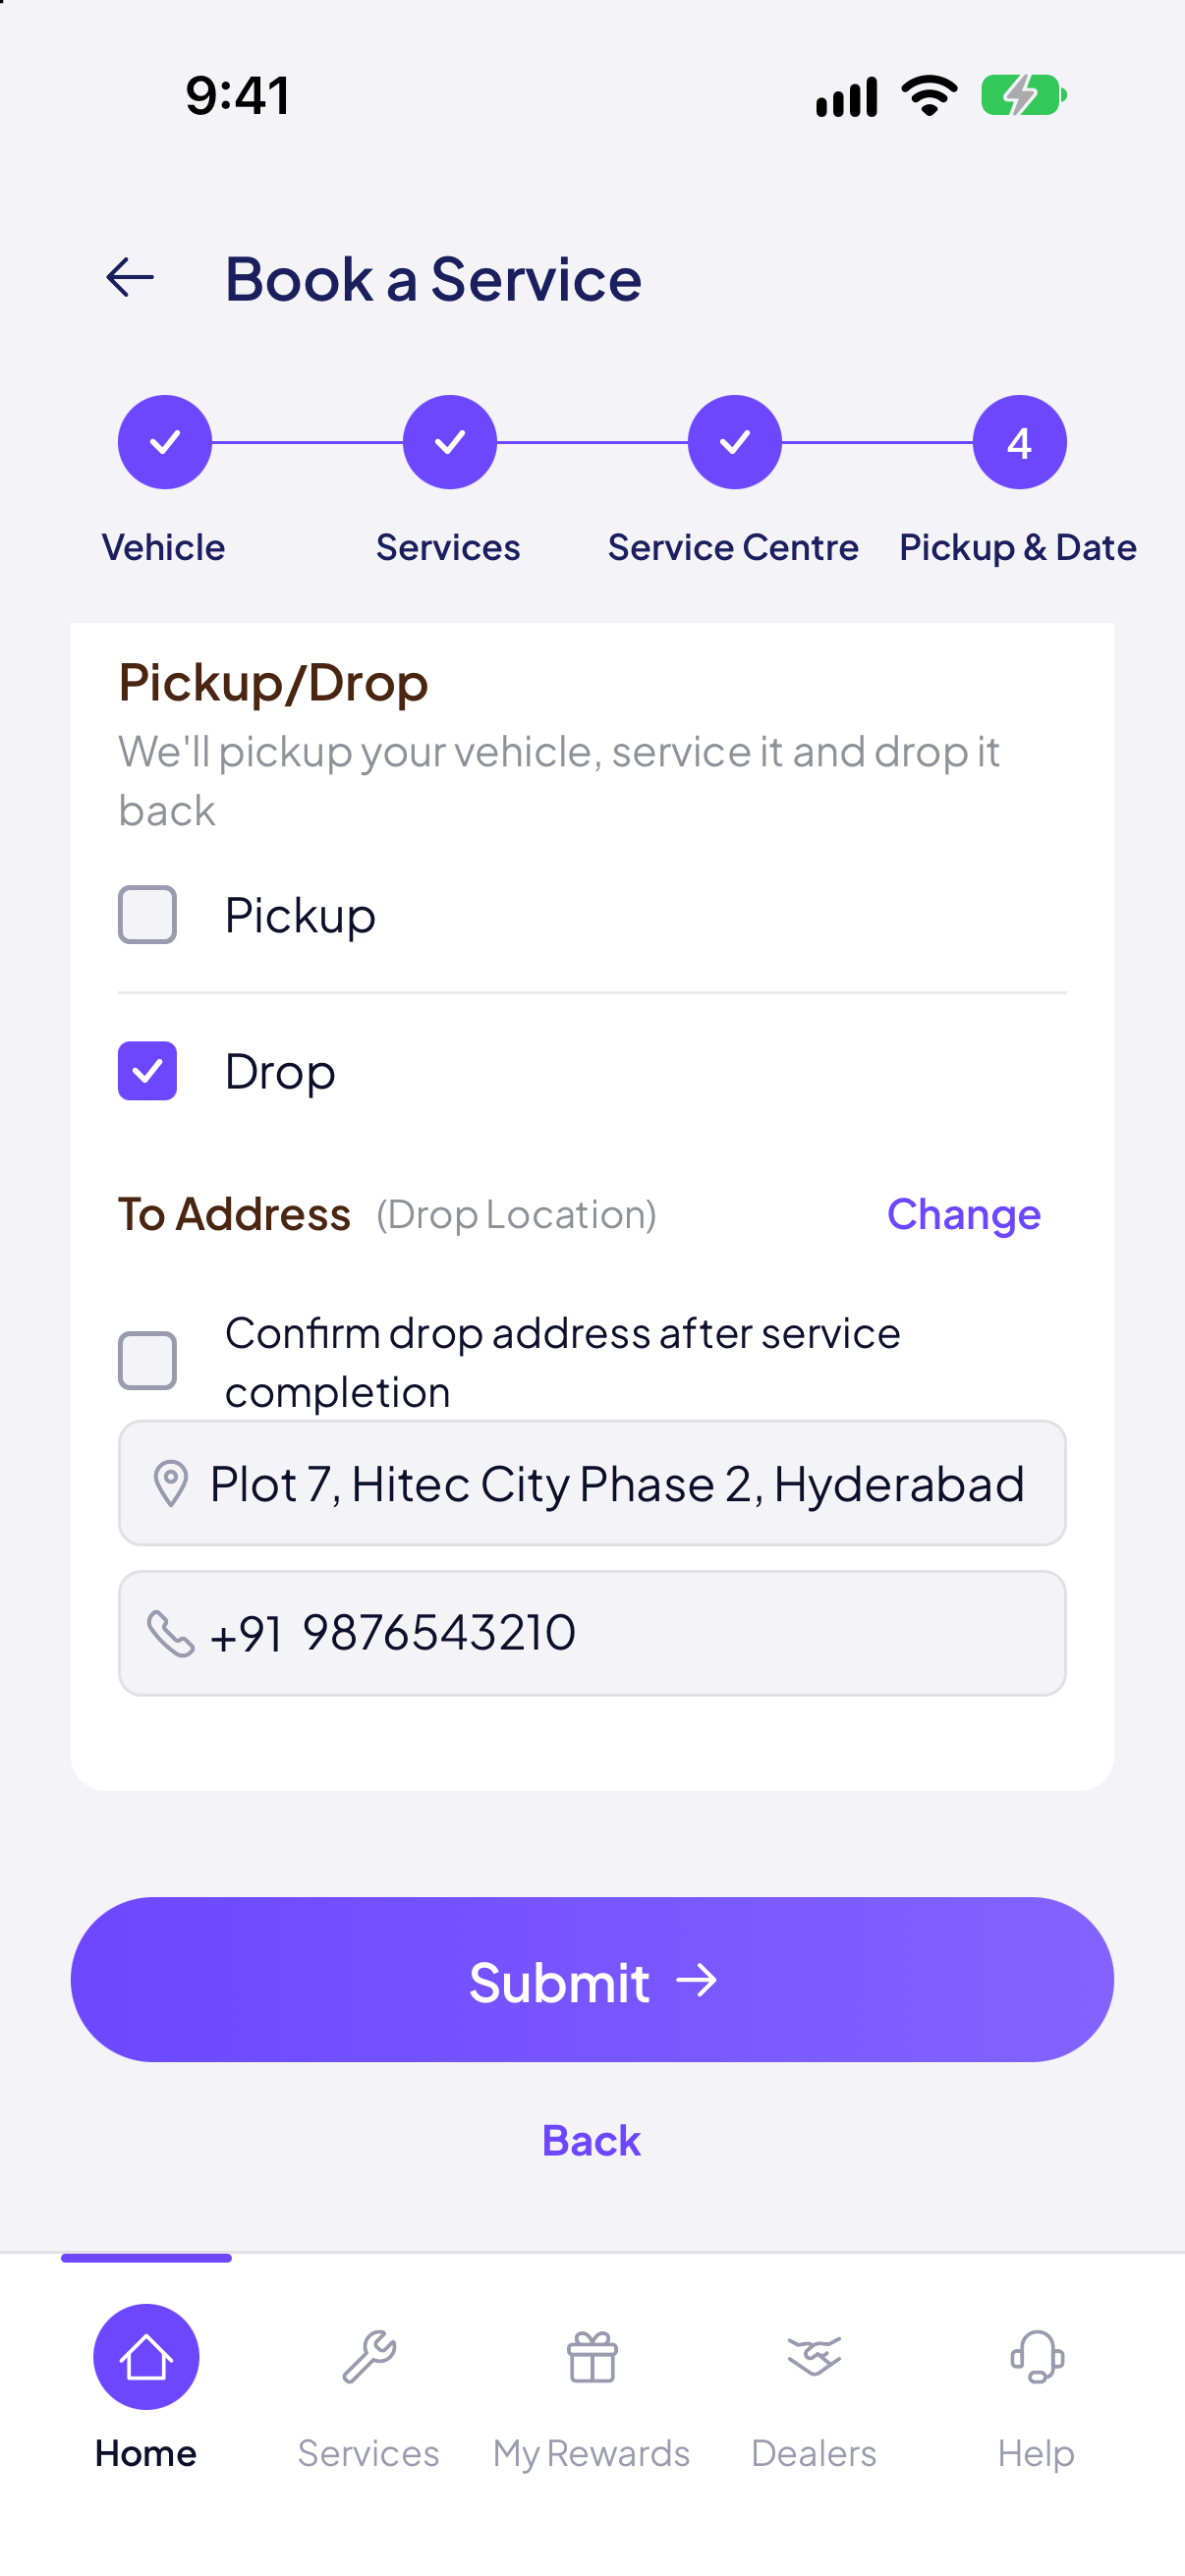 9:41
Book a Service
4
Vehicle
Services
Service Centre
Pickup & Date
Pickup/Drop
We'll pickup your vehicle, service it and drop it
back
Pickup
Drop
To Address (Drop Location) Change
Confirm drop address after service
completion
Plot 7, Hitec City Phase 2, Hyderabad
+91 9876543210
Submit
Back
Home
Services
My Rewards
Dealers
Help